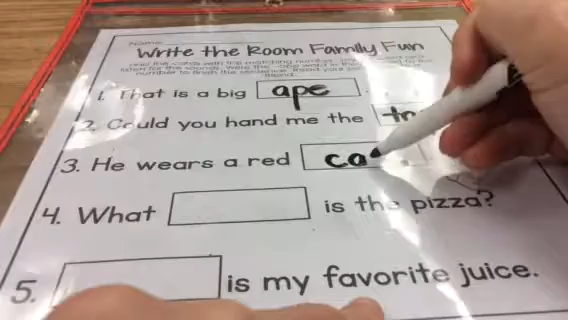 Name
Write the Room Family Fun
1. That is a big ape.
2. Could you hand me the
3. He wears a red ca
4. What is the pizza?
5. is my favorite juice.